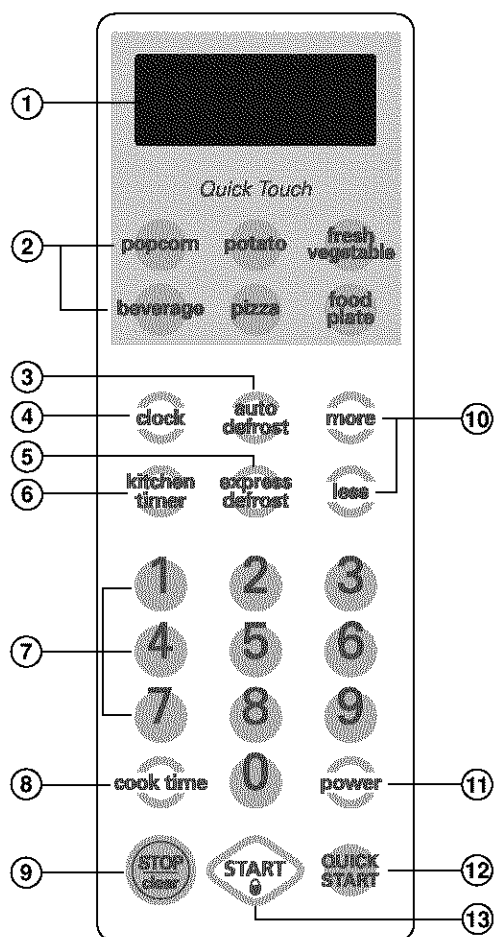 ①
Quick Touch
②
popcorn
potato
fresh
vegetable
beverage
pizza
food
plate
③
④
clock
auto
defrost
more
⑩
⑤
⑥
kitchen
timer
express
defrost
less
1
2
3
⑦
4
5
6
7
8
9
⑧
cook time
0
power
⑪
⑨
STOP
clear
START
QUICK
START
⑫
⑬